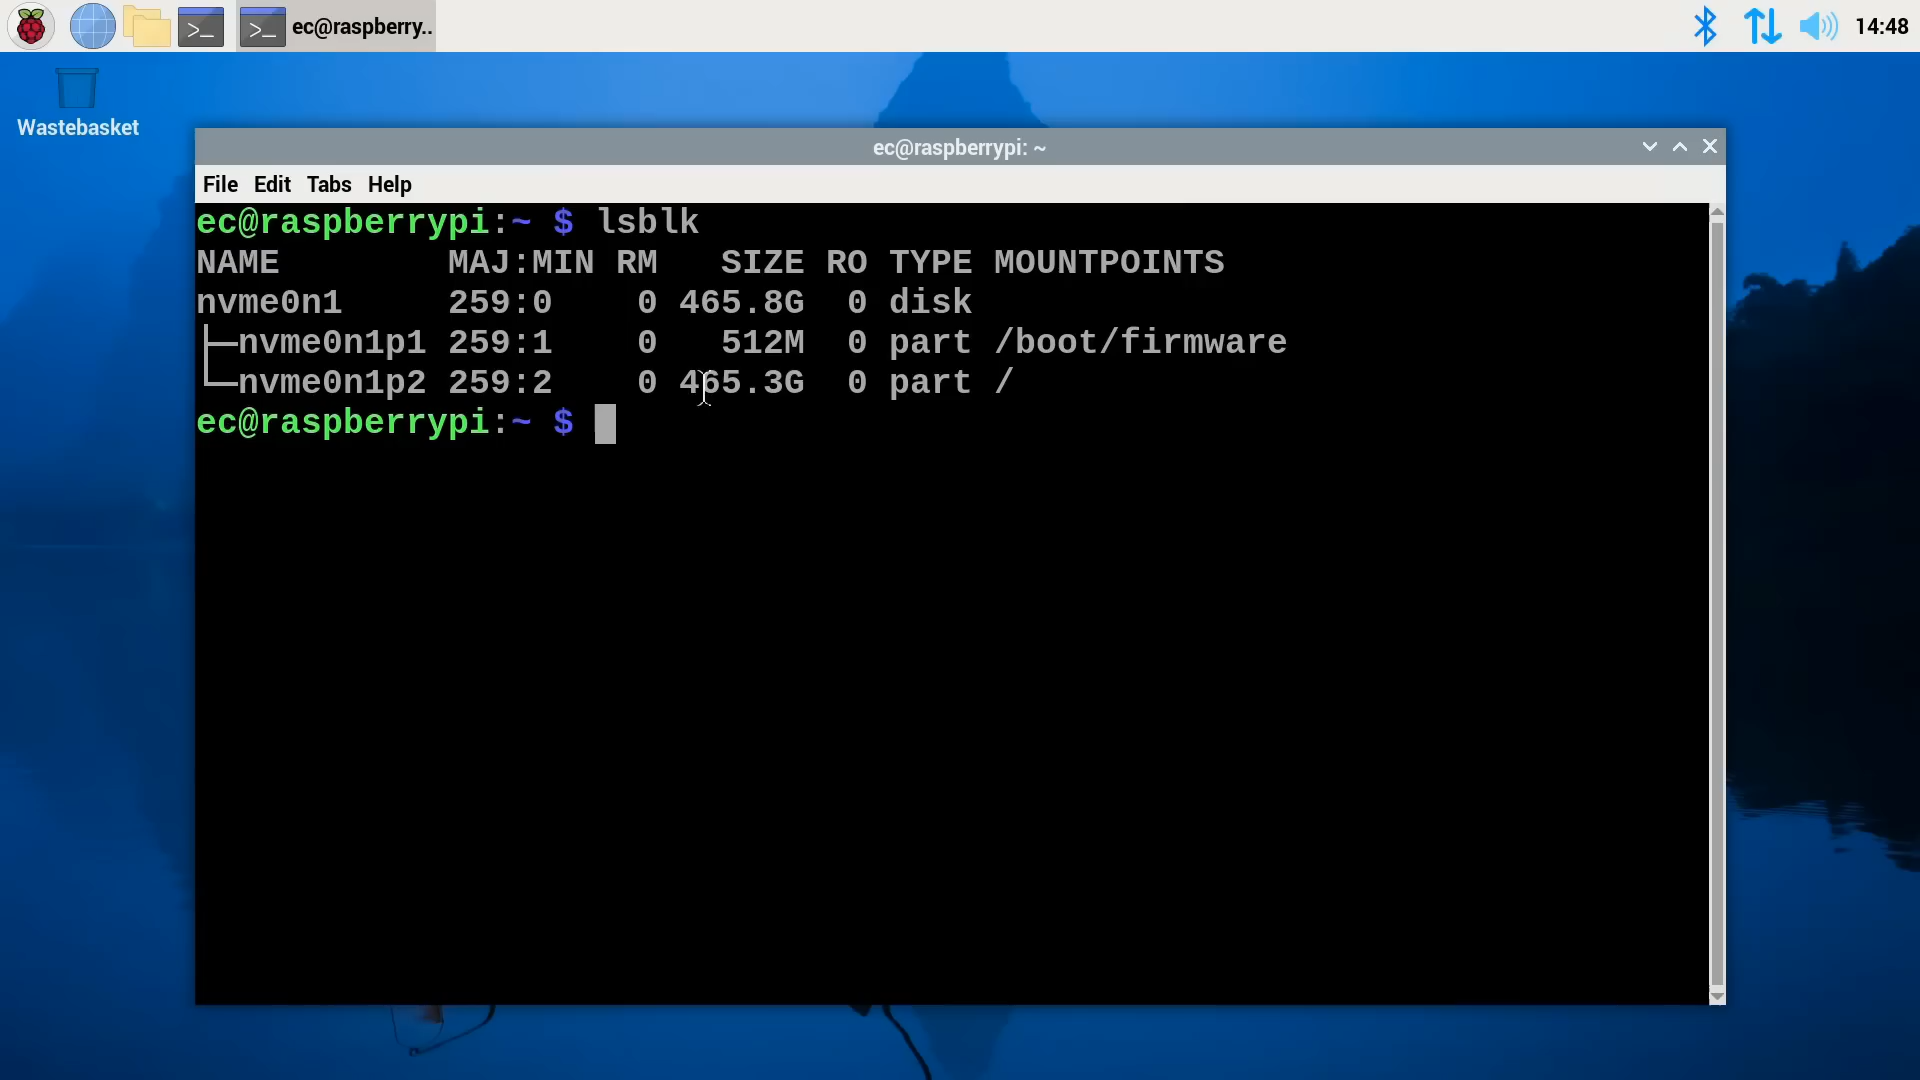 ec@raspberry..
14:48
Wastebasket
ec@raspberrypi: ~
File Edit Tabs Help
ec@raspberrypi:~ $ lsblk
NAME        MAJ:MIN RM   SIZE RO TYPE MOUNTPOINTS
nvme0n1     259:0    0 465.8G  0 disk
├─nvme0n1p1 259:1    0   512M  0 part /boot/firmware
└─nvme0n1p2 259:2    0 465.3G  0 part /
ec@raspberrypi:~ $